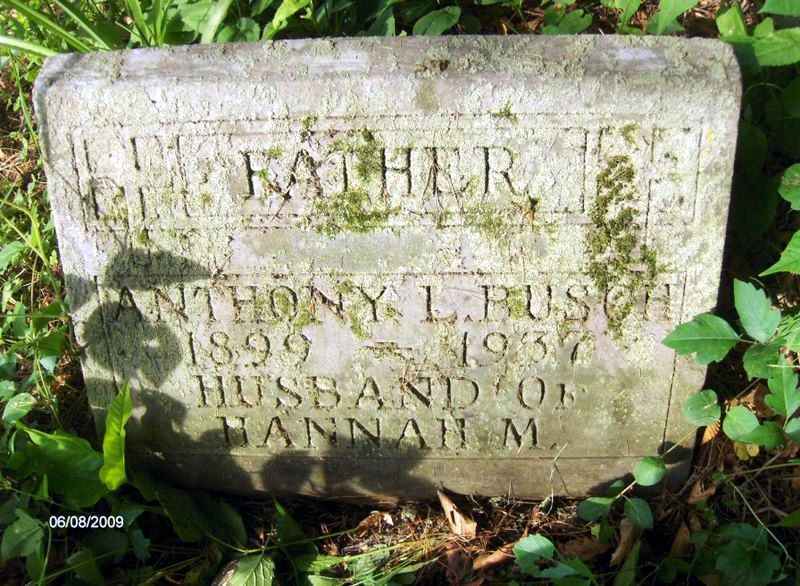 FATHER
ANTHONY L. BUSCH
1899 - 1937
HUSBAND OF
HANNAH M.
06/08/2009